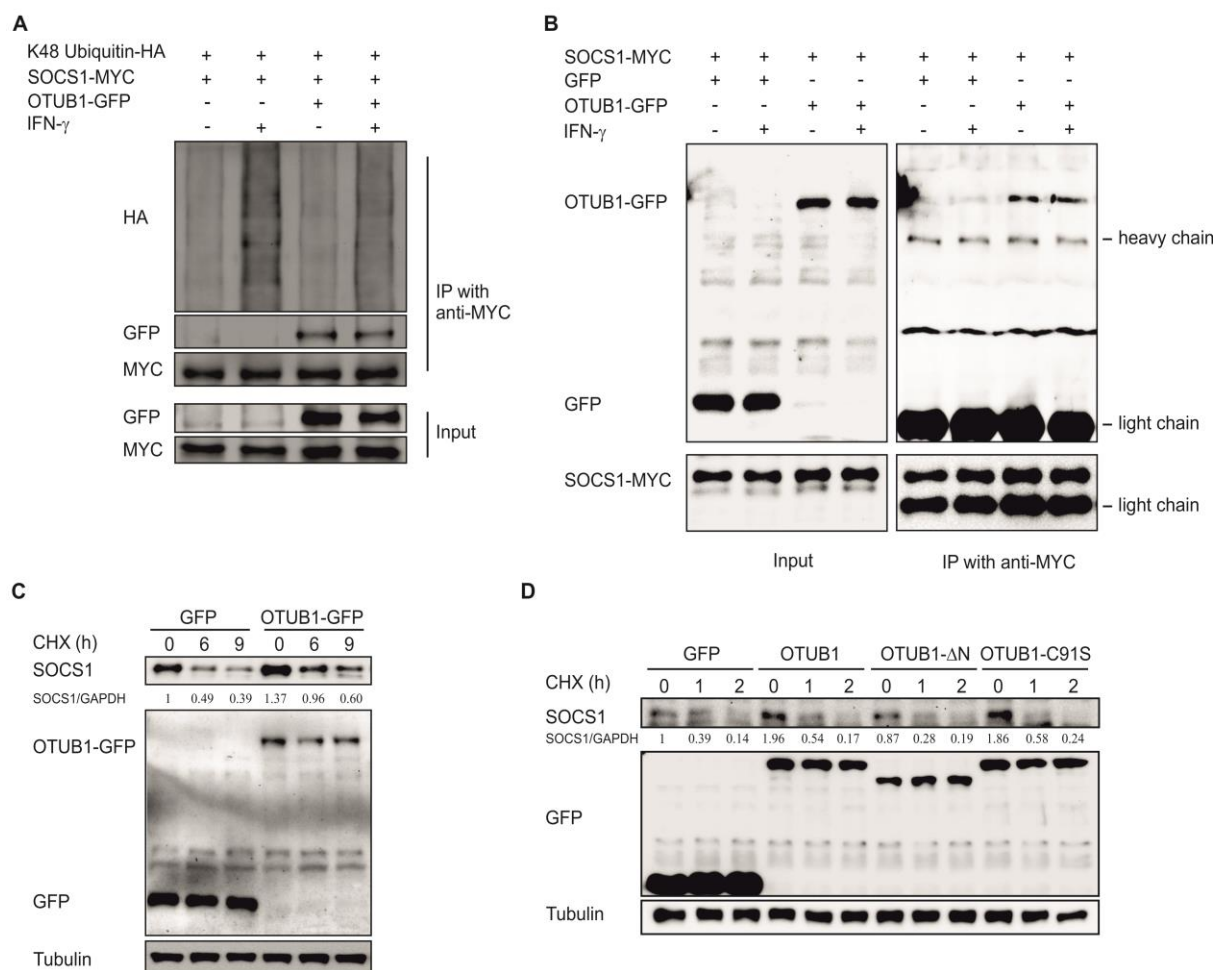 A
K48 Ubiquitin-HA + + + +
SOCS1-MYC + + + +
OTUB1-GFP - - + +
IFN-γ - + - +
HA
GFP
MYC
IP with
anti-MYC
GFP
MYC
Input
B
SOCS1-MYC + + + + + + + +
GFP + + - - + + - -
OTUB1-GFP - - + + - - + +
IFN-γ - + - + - + - +
OTUB1-GFP
heavy chain
GFP
light chain
SOCS1-MYC
light chain
Input IP with anti-MYC
C
GFP OTUB1-GFP
CHX (h) 0 6 9 0 6 9
SOCS1
SOCS1/GAPDH 1 0.49 0.39 1.37 0.96 0.60
OTUB1-GFP
GFP
Tubulin
D
GFP OTUB1 OTUB1-ΔN OTUB1-C91S
CHX (h) 0 1 2 0 1 2 0 1 2 0 1 2
SOCS1
SOCS1/GAPDH 1 0.39 0.14 1.96 0.54 0.17 0.87 0.28 0.19 1.86 0.58 0.24
GFP
Tubulin